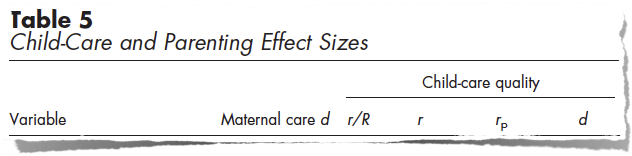 Table 5
Child-Care and Parenting Effect Sizes
Child-care quality
Variable Maternal care d r/R r rp d